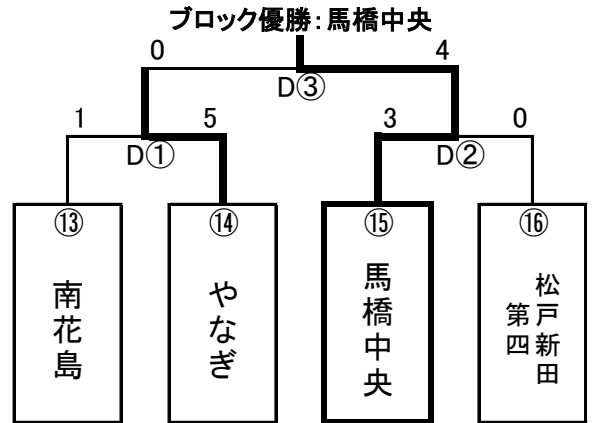 ブロック優勝：馬橋中央
0 4
D③
1 5 3 0
D① D②
⑬ ⑭ ⑮ ⑯
南花島
やなぎ
馬橋中央
松戸新田
第四